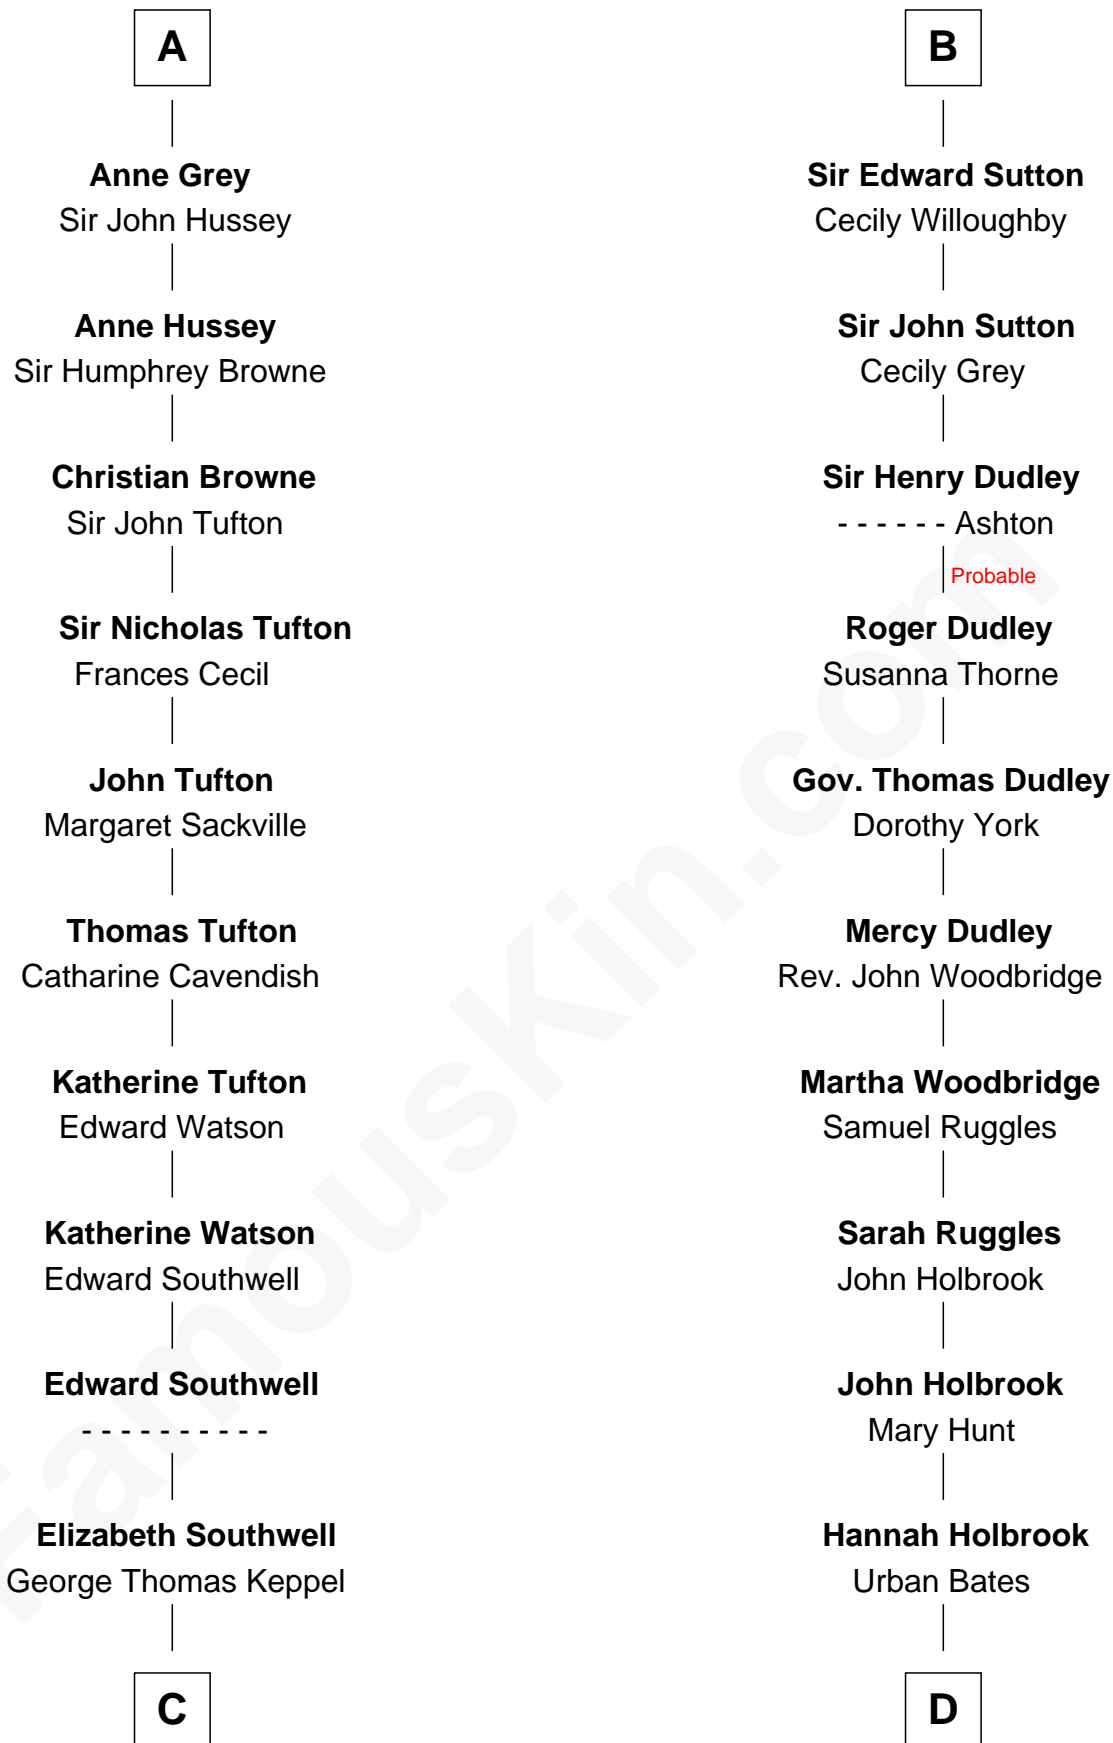 A
Anne Grey
Sir John Hussey
Anne Hussey
Sir Humphrey Browne
Christian Browne
Sir John Tufton
Sir Nicholas Tufton
Frances Cecil
John Tufton
Margaret Sackville
Thomas Tufton
Catharine Cavendish
Katherine Tufton
Edward Watson
Katherine Watson
Edward Southwell
Edward Southwell
- - - - - - - - - -
Elizabeth Southwell
George Thomas Keppel
C
B
Sir Edward Sutton
Cecily Willoughby
Sir John Sutton
Cecily Grey
Sir Henry Dudley
- - - - - - Ashton
Probable
Roger Dudley
Susanna Thorne
Gov. Thomas Dudley
Dorothy York
Mercy Dudley
Rev. John Woodbridge
Martha Woodbridge
Samuel Ruggles
Sarah Ruggles
John Holbrook
John Holbrook
Mary Hunt
Hannah Holbrook
Urban Bates
D
FamousKin.com